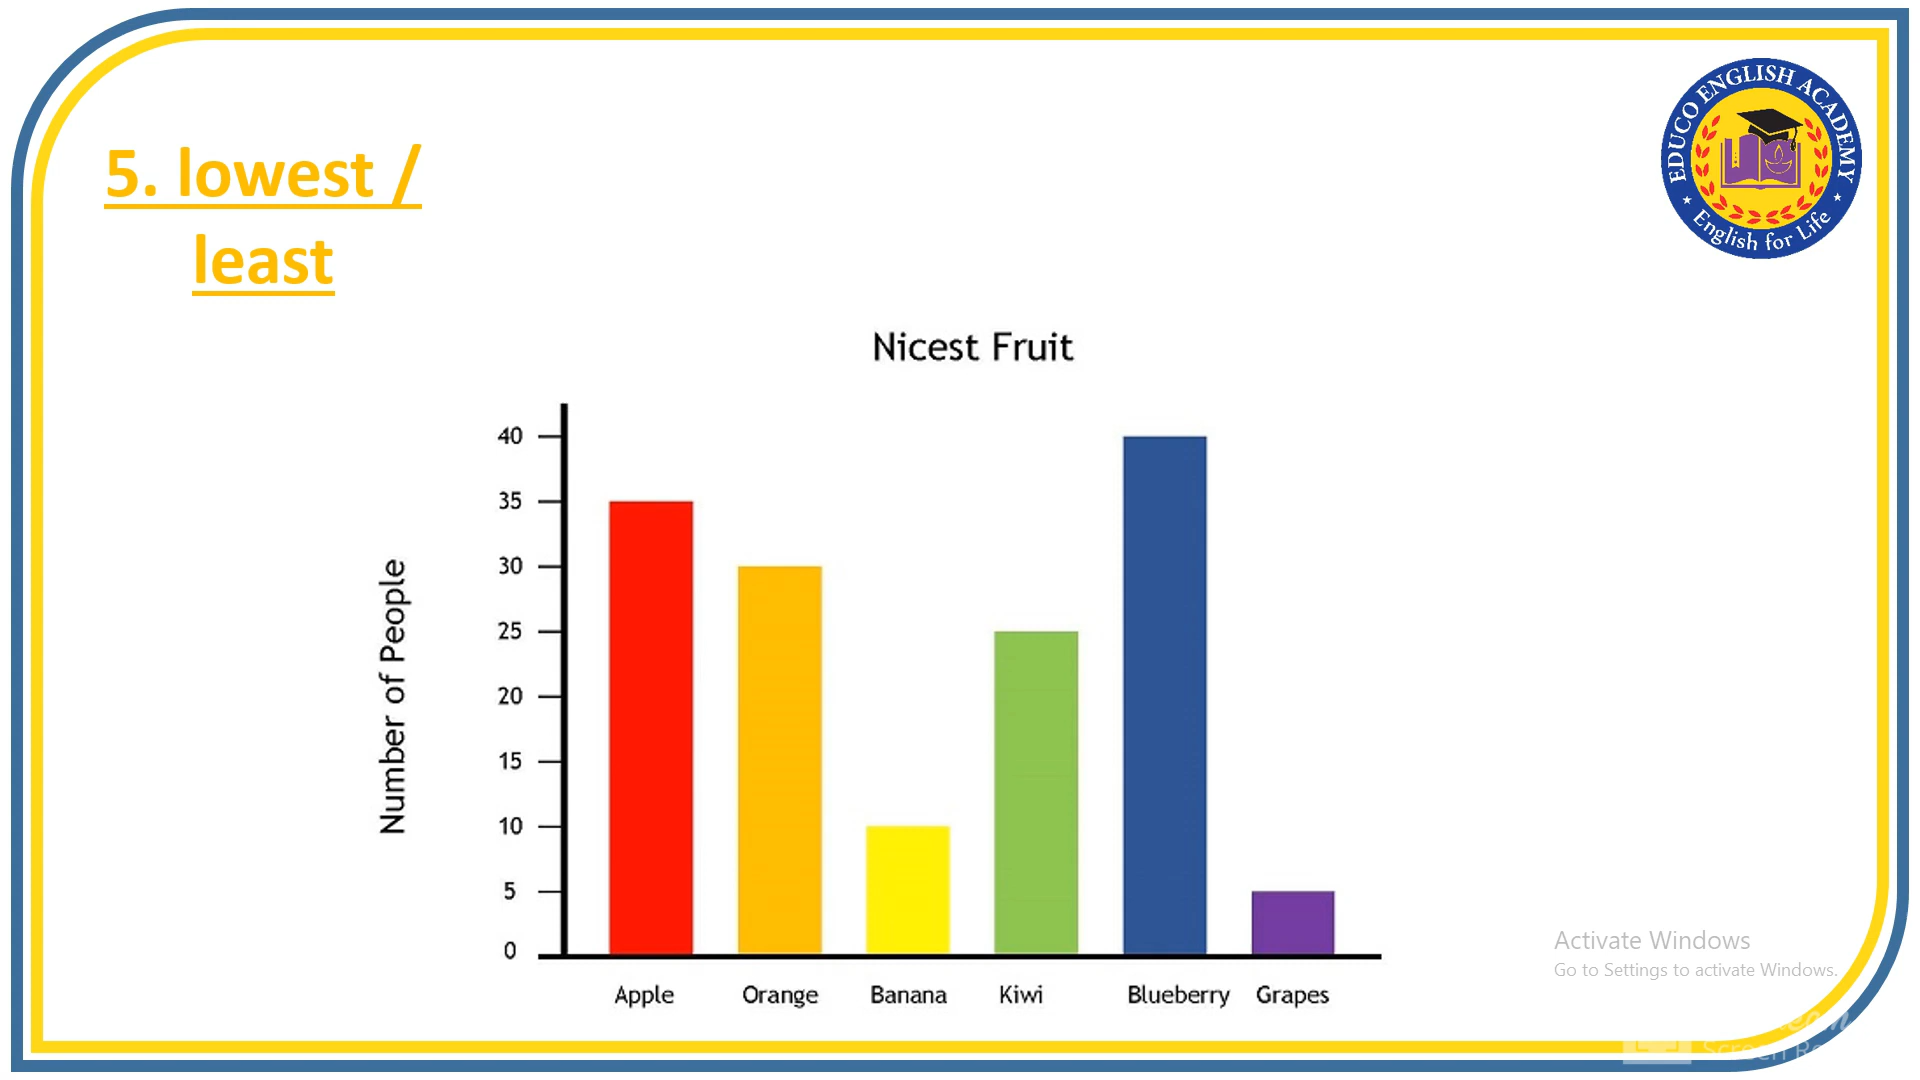 5. lowest /
least
EDUCO ENGLISH ACADEMY
English for Life
Nicest Fruit
Number of People
40
35
30
25
20
15
10
5
0
Apple Orange Banana Kiwi Blueberry Grapes
Activate Windows
Go to Settings to activate Windows.
Screen